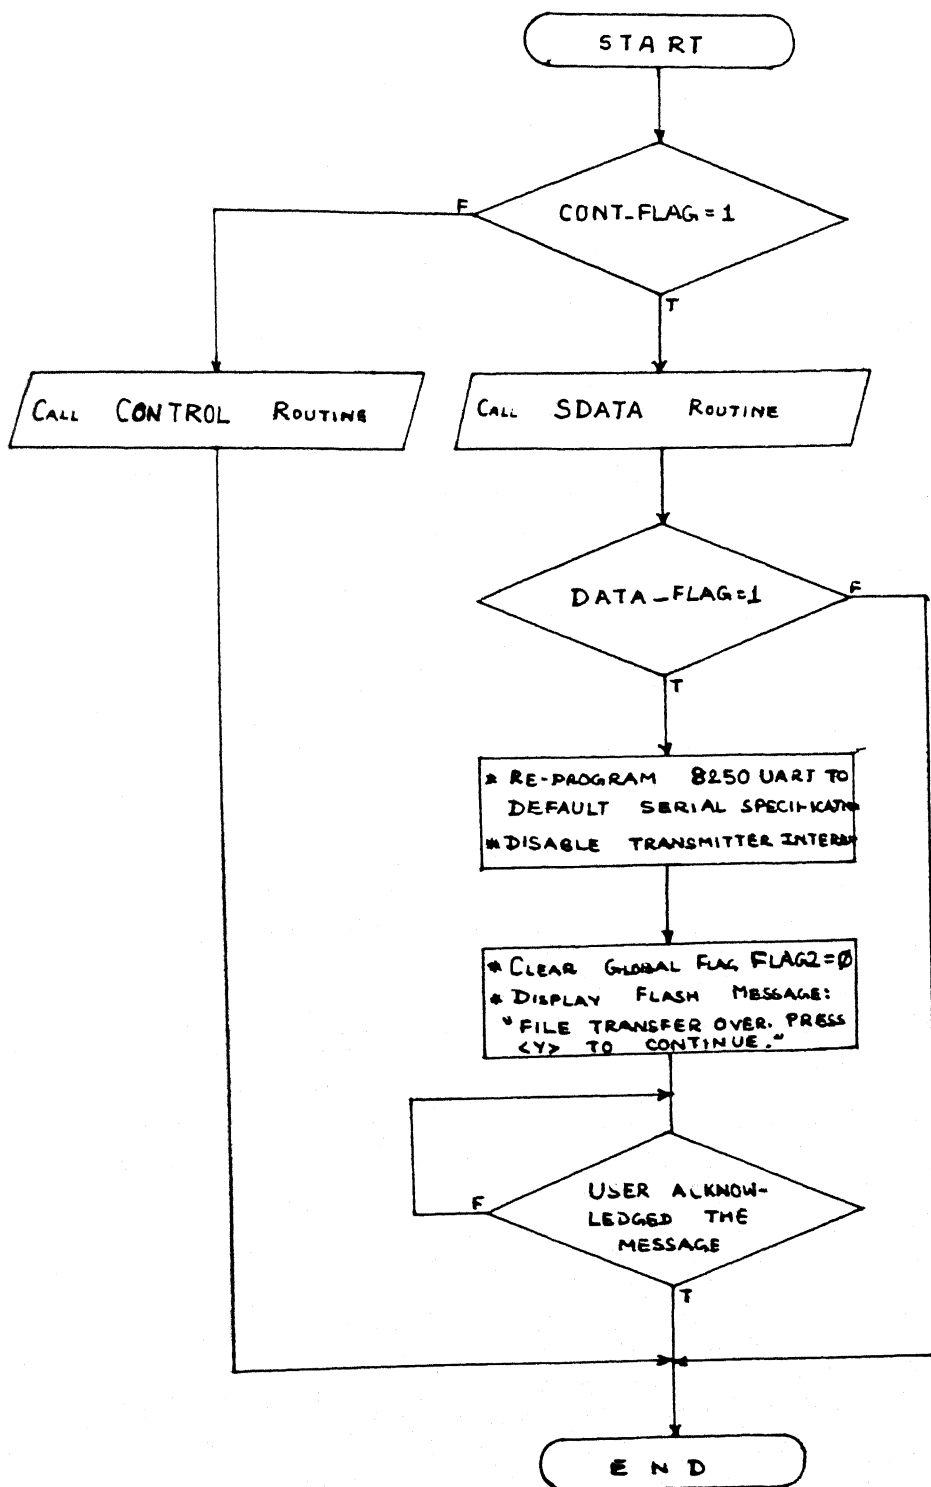 START
CONT_FLAG=1
F
T
CALL CONTROL ROUTINE
CALL SDATA ROUTINE
DATA_FLAG=1
F
T
* RE-PROGRAM 8250 UART TO
DEFAULT SERIAL
* DISABLE TRANSMITTER
* CLEAR GLOBAL FLAG FLAG2=Ø
* DISPLAY FLASH MESSAGE:
"FILE TRANSFER OVER. PRESS
<Y> TO CONTINUE."
USER ACKNOW-
LEDGED THE
MESSAGE
F
T
END